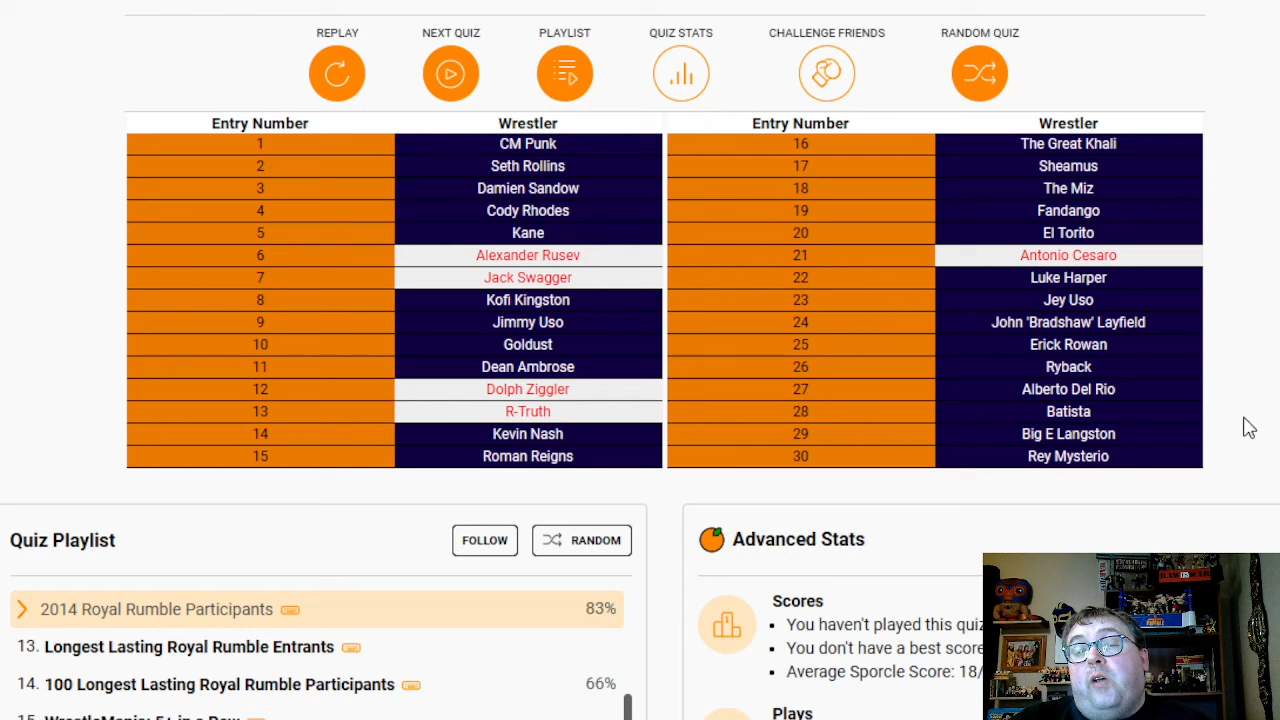 REPLAY NEXT QUIZ PLAYLIST QUIZ STATS CHALLENGE FRIENDS RANDOM QUIZ
Entry Number Wrestler Entry Number Wrestler
1 CM Punk 16 The Great Khali
2 Seth Rollins 17 Sheamus
3 Damien Sandow 18 The Miz
4 Cody Rhodes 19 Fandango
5 Kane 20 El Torito
6 Alexander Rusev 21 Antonio Cesaro
7 Jack Swagger 22 Luke Harper
8 Kofi Kingston 23 Jey Uso
9 Jimmy Uso 24 John 'Bradshaw' Layfield
10 Goldust 25 Erick Rowan
11 Dean Ambrose 26 Ryback
12 Dolph Ziggler 27 Alberto Del Rio
13 R-Truth 28 Batista
14 Kevin Nash 29 Big E Langston
15 Roman Reigns 30 Rey Mysterio
Quiz Playlist FOLLOW RANDOM
2014 Royal Rumble Participants 83%
13. Longest Lasting Royal Rumble Entrants
14. 100 Longest Lasting Royal Rumble Participants 66%
15. WrestleMania: 5+ in a Row
Advanced Stats
Scores
• You haven't played this quiz
• You don't have a best score
• Average Sporcle Score: 18/
Plays